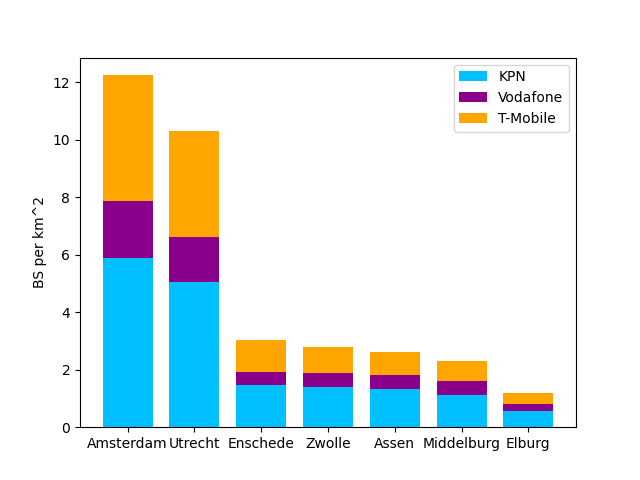 KPN
Vodafone
T-Mobile
BS per km^2
12
10
8
6
4
2
0
Amsterdam Utrecht Enschede Zwolle Assen Middelburg Elburg